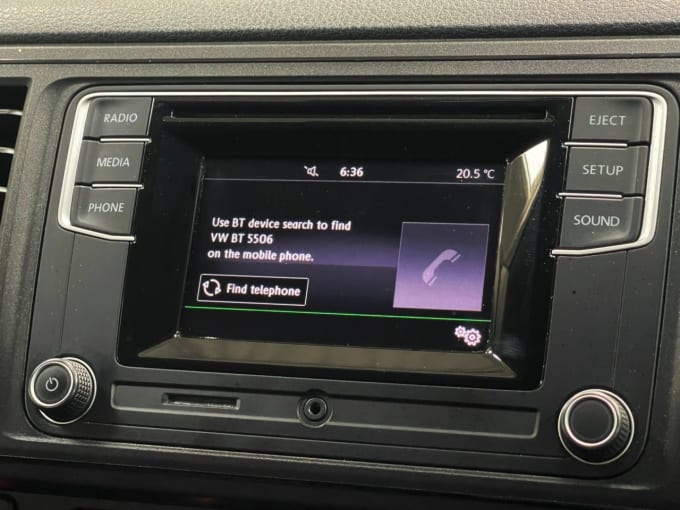 RADIO
MEDIA
PHONE
EJECT
SETUP
SOUND
6:36
20.5 °C
Use BT device search to find
VW BT 5506
on the mobile phone.
Find telephone